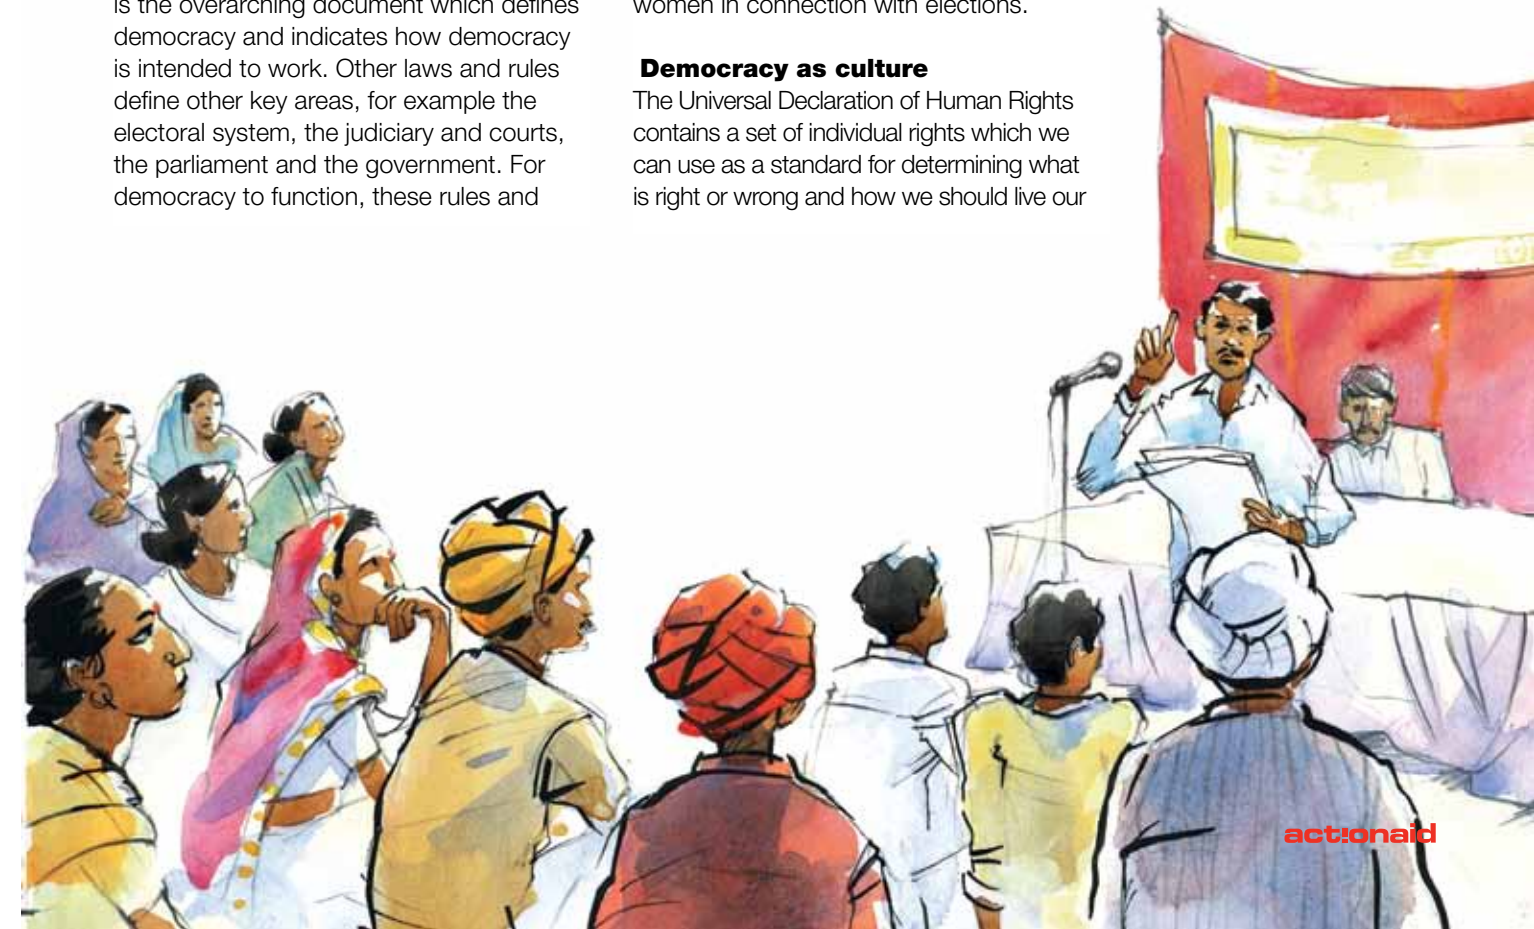 is the overarching document which defines
democracy and indicates how democracy
is intended to work. Other laws and rules
define other key areas, for example the
electoral system, the judiciary and courts,
the parliament and the government. For
democracy to function, these rules and
women in connection with elections.
Democracy as culture
The Universal Declaration of Human Rights
contains a set of individual rights which we
can use as a standard for determining what
is right or wrong and how we should live our
act!onaid